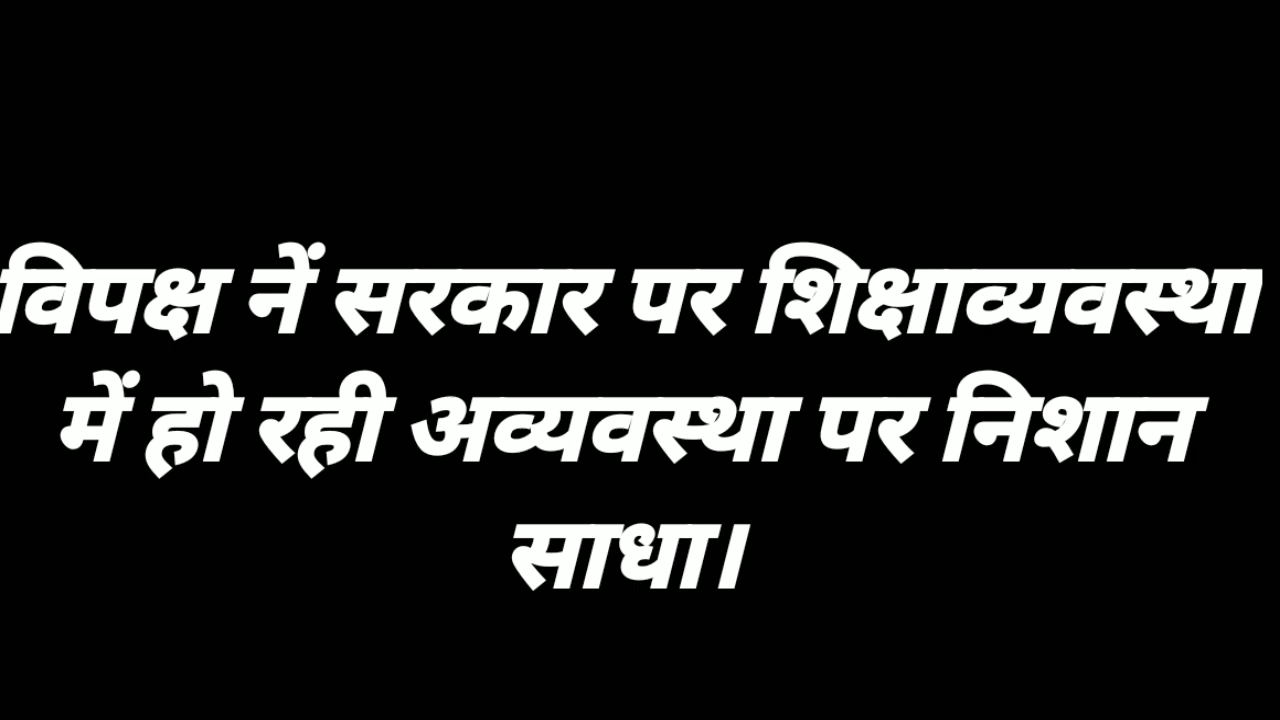 विपक्ष नें सरकार पर शिक्षाव्यवस्था
में हो रही अव्यवस्था पर निशान
साधा।